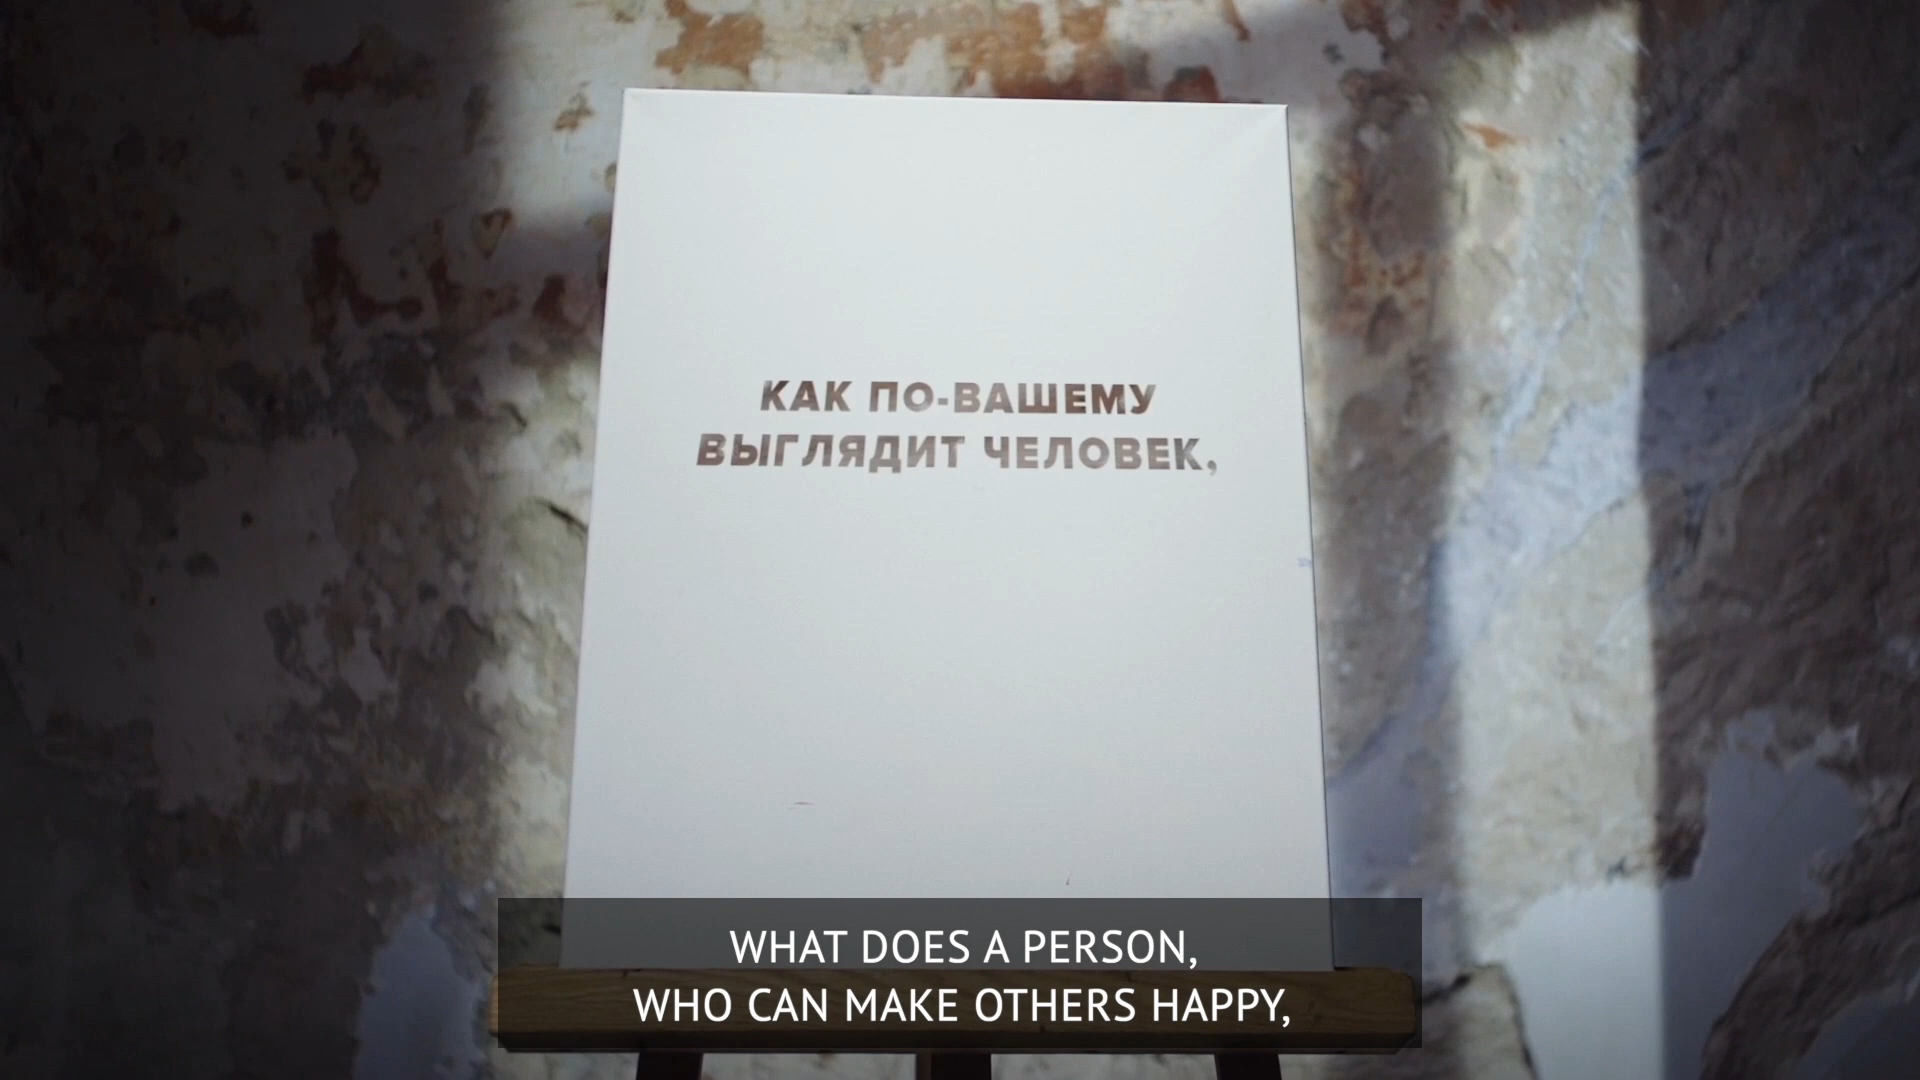 КАК ПО-ВАШЕМУ
ВЫГЛЯДИТ ЧЕЛОВЕК,
WHAT DOES A PERSON,
WHO CAN MAKE OTHERS HAPPY,